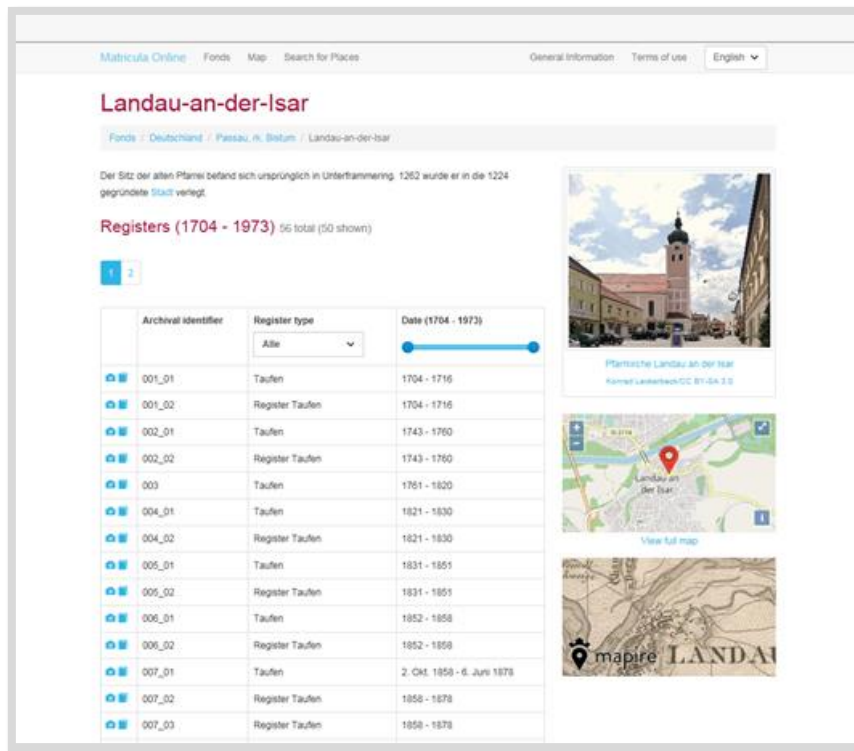 Matricula Online Fonds Map Search for Places General Information Terms of use English
Landau-an-der-Isar
Fonds / Deutschland / Passau, rk. Bistum / Landau-an-der-Isar
Der Sitz der alten Pfarrei befand sich ursprünglich in Unterframmering. 1262 wurde er in die 1224
gegründete Stadt verlegt.
Registers (1704 - 1973) 56 total (50 shown)
1 2
Archival identifier Register type Date (1704 - 1973)
Alle
001_01 Taufen 1704 - 1716
001_02 Register Taufen 1704 - 1716
002_01 Taufen 1743 - 1760
002_02 Register Taufen 1743 - 1760
003 Taufen 1761 - 1820
004_01 Taufen 1821 - 1830
004_02 Register Taufen 1821 - 1830
005_01 Taufen 1831 - 1851
005_02 Register Taufen 1831 - 1851
006_01 Taufen 1852 - 1858
006_02 Register Taufen 1852 - 1858
007_01 Taufen 2. Okt. 1858 - 6. Juni 1878
007_02 Register Taufen 1858 - 1878
007_03 Register Taufen 1858 - 1878
Pfarrkirche Landau an der Isar
CC BY-SA 3.0
+
-
Landau an
der Isar
i
View full map
mapire LANDAU